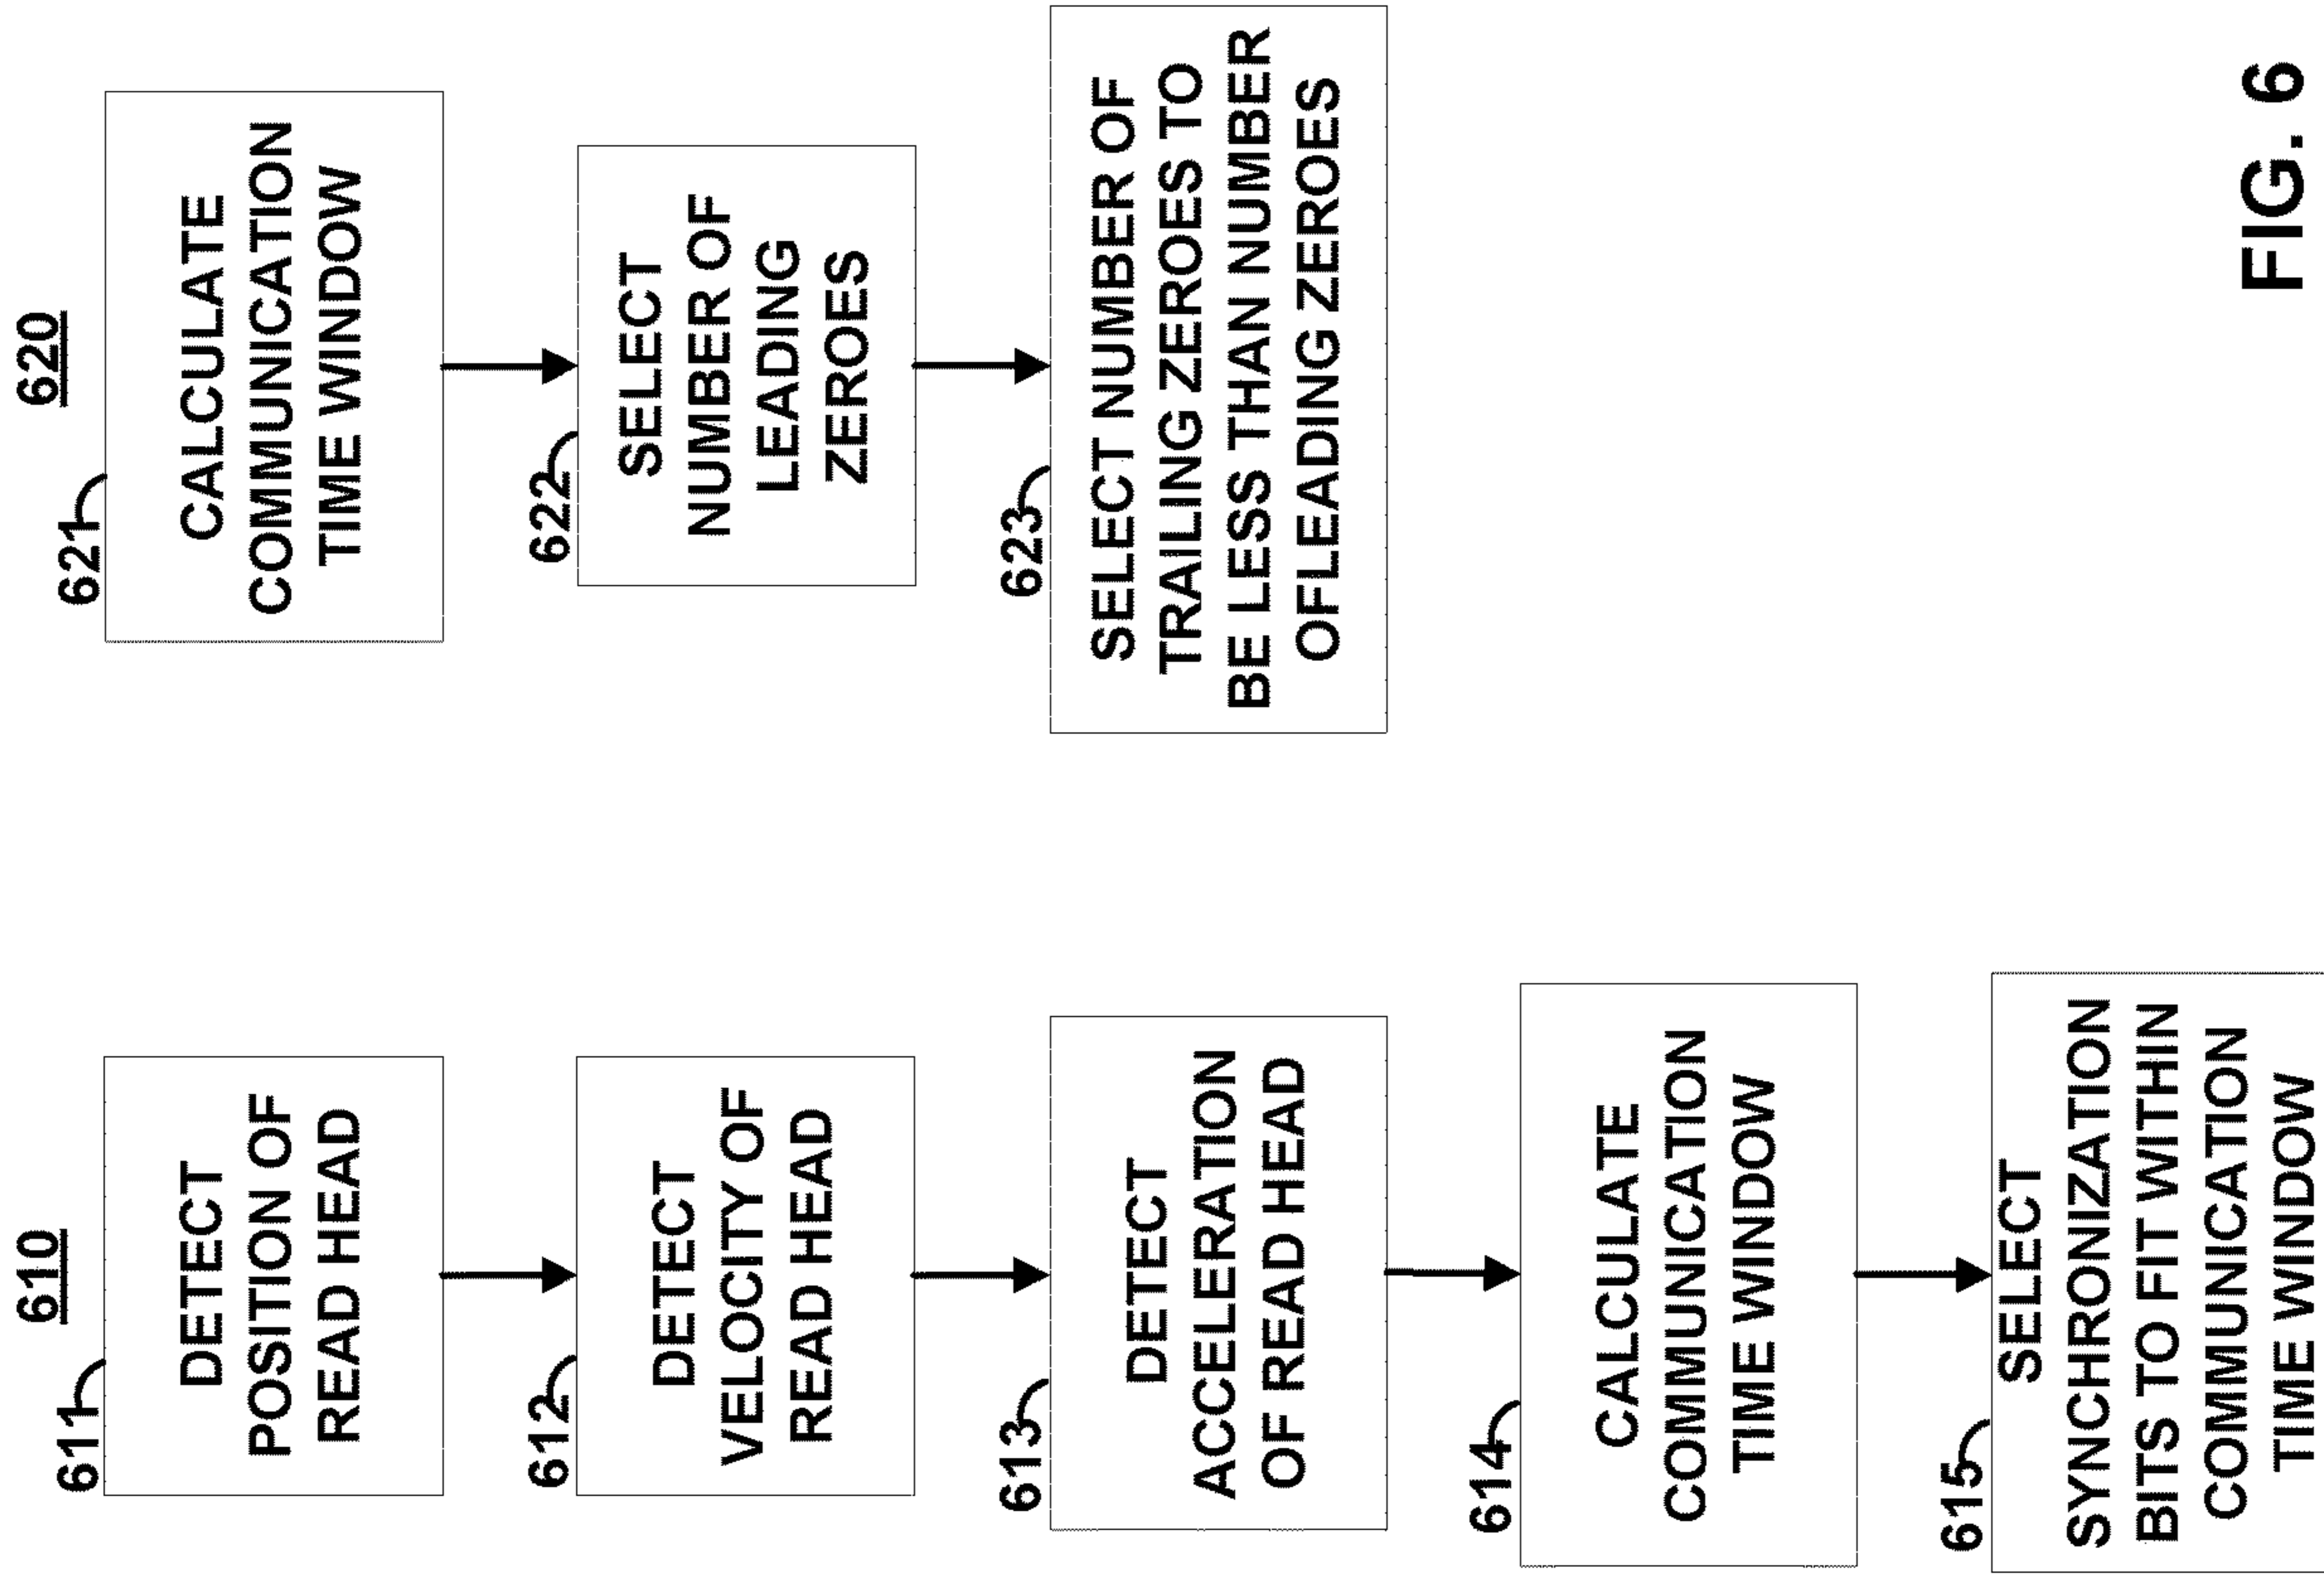 610
611
DETECT
POSITION OF
READ HEAD
612
DETECT
VELOCITY OF
READ HEAD
613
DETECT
ACCELERATION
OF READ HEAD
614
CALCULATE
COMMUNICATION
TIME WINDOW
615
SELECT
SYNCHRONIZATION
BITS TO FIT WITHIN
COMMUNICATION
TIME WINDOW
620
621
CALCULATE
COMMUNICATION
TIME WINDOW
622
SELECT
NUMBER OF
LEADING
ZEROES
623
SELECT NUMBER OF
TRAILING ZEROES TO
BE LESS THAN NUMBER
OFLEADING ZEROES
FIG. 6